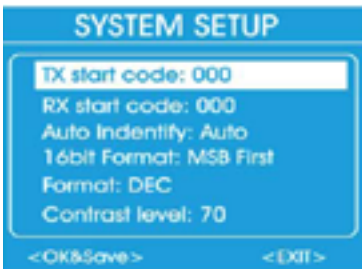 SYSTEM SETUP
TX start code: 000
RX start code: 000
Auto Indentify: Auto
16bit Format: MSB First
Format: DEC
Contrast level: 70
<OK&Save> <EXIT>